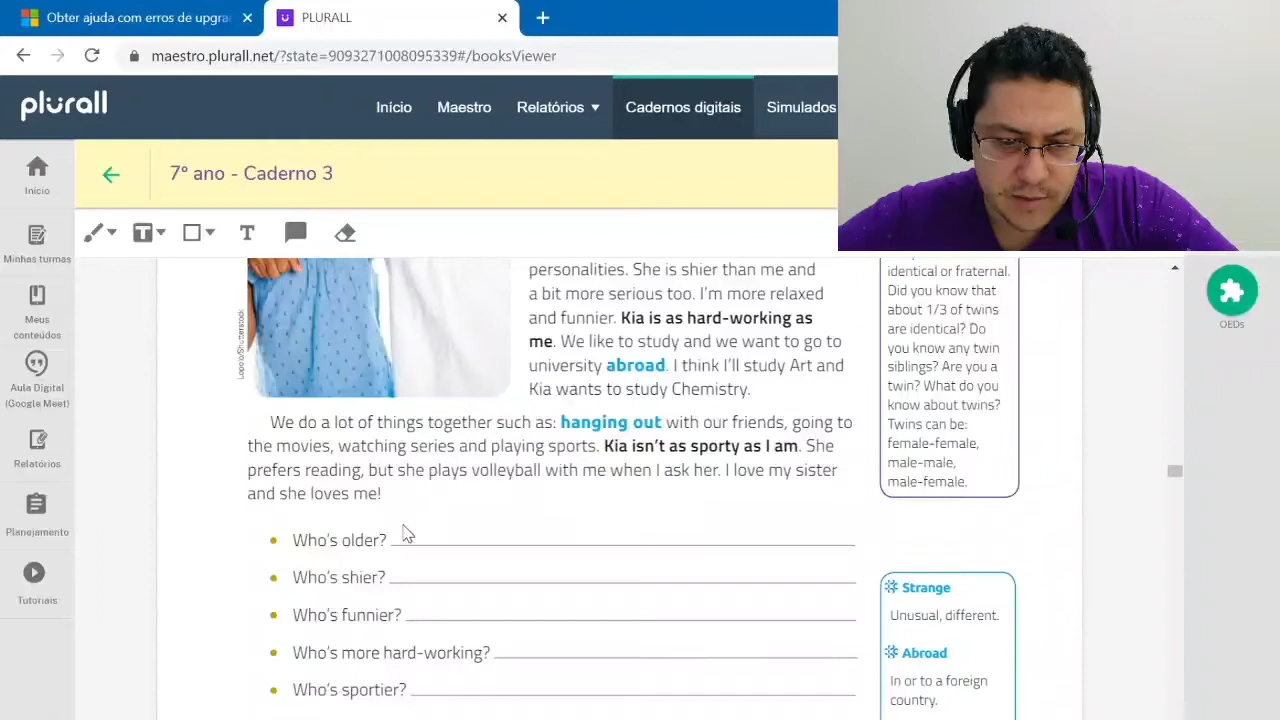 Obter ajuda com erros de upgra
PLURALL
maestro.plurall.net/?state=9093271008095339#/booksViewer
plurall
Início
Maestro
Relatórios
Cadernos digitais
Simulados
Início
Minhas turmas
Meus
conteúdos
Aula Digital
(Google Meet)
Relatórios
Planejamento
Tutoriais
7º ano - Caderno 3
T
T
Logolo/Shutterstock
personalities. She is shier than me and
a bit more serious too. I'm more relaxed
and funnier. Kia is as hard-working as
me. We like to study and we want to go to
university abroad. I think I'll study Art and
Kia wants to study Chemistry.
We do a lot of things together such as: hanging out with our friends, going to
the movies, watching series and playing sports. Kia isn't as sporty as I am. She
prefers reading, but she plays volleyball with me when I ask her. I love my sister
and she loves me!
Who's older?
Who's shier?
Who's funnier?
Who's more hard-working?
Who's sportier?
identical or fraternal.
Did you know that
about 1/3 of twins
are identical? Do
you know any twin
siblings? Are you a
twin? What do you
know about twins?
Twins can be:
female-female,
male-male,
male-female.
Strange
Unusual, different.
Abroad
In or to a foreign
country.
OEDs